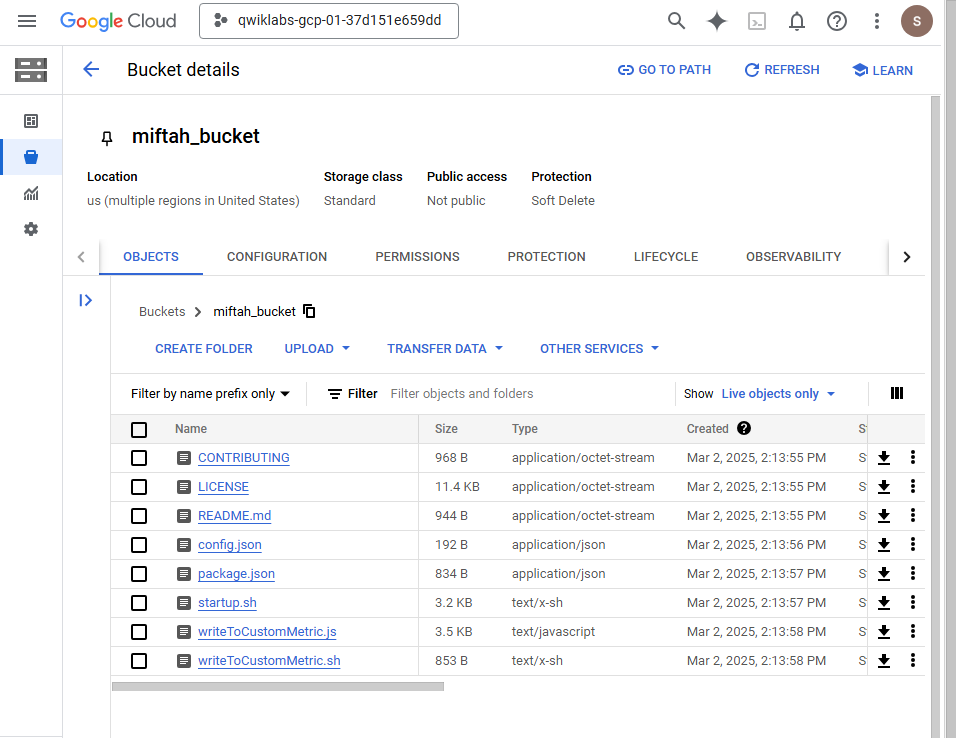 Google Cloud
qwiklabs-gcp-01-37d151e659dd
S
Bucket details
GO TO PATH
REFRESH
LEARN
miftah_bucket
Location Storage class Public access Protection
us (multiple regions in United States) Standard Not public Soft Delete
OBJECTS CONFIGURATION PERMISSIONS PROTECTION LIFECYCLE OBSERVABILITY
Buckets > miftah_bucket
CREATE FOLDER UPLOAD TRANSFER DATA OTHER SERVICES
Filter by name prefix only Filter Filter objects and folders Show Live objects only
Name Size Type Created S
CONTRIBUTING 968 B application/octet-stream Mar 2, 2025, 2:13:55 PM S
LICENSE 11.4 KB application/octet-stream Mar 2, 2025, 2:13:55 PM S
README.md 944 B application/octet-stream Mar 2, 2025, 2:13:55 PM S
config.json 192 B application/json Mar 2, 2025, 2:13:56 PM S
package.json 834 B application/json Mar 2, 2025, 2:13:57 PM S
startup.sh 3.2 KB text/x-sh Mar 2, 2025, 2:13:57 PM S
writeToCustomMetric.js 3.5 KB text/javascript Mar 2, 2025, 2:13:58 PM S
writeToCustomMetric.sh 853 B text/x-sh Mar 2, 2025, 2:13:58 PM S